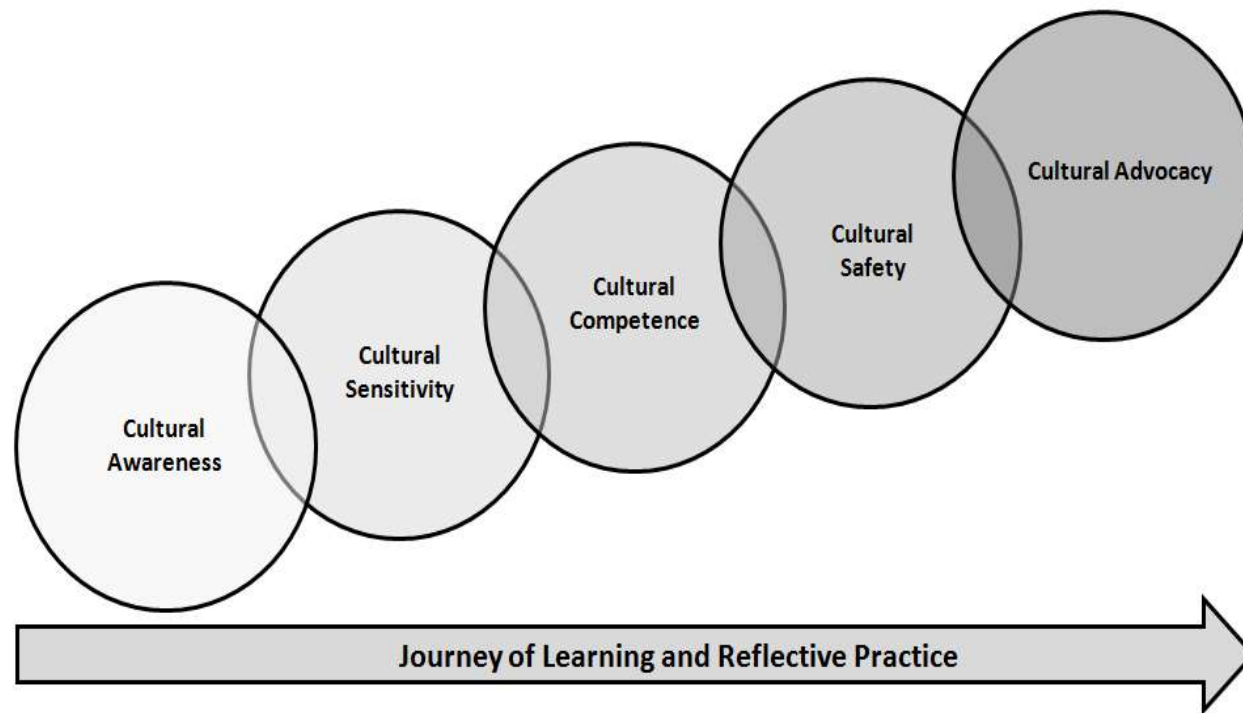 Cultural
Awareness
Cultural
Sensitivity
Cultural
Competence
Cultural
Safety
Cultural Advocacy
Journey of Learning and Reflective Practice